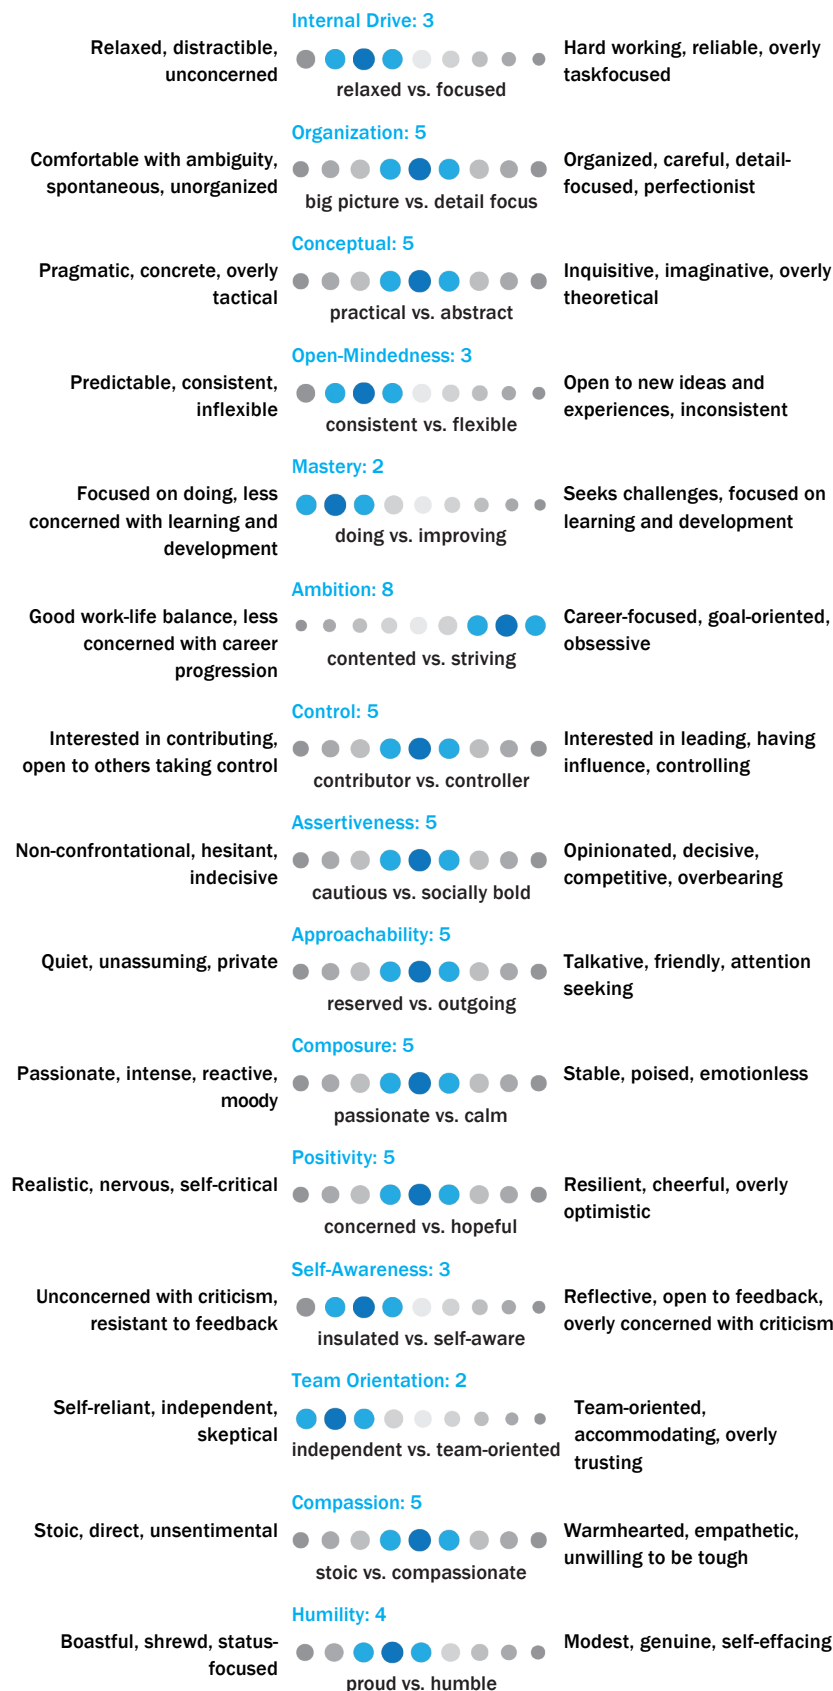 Internal Drive: 3
Relaxed, distractible,
unconcerned
relaxed vs. focused
Hard working, reliable, overly
taskfocused
Organization: 5
Comfortable with ambiguity,
spontaneous, unorganized
big picture vs. detail focus
Organized, careful, detail-
focused, perfectionist
Conceptual: 5
Pragmatic, concrete, overly
tactical
practical vs. abstract
Inquisitive, imaginative, overly
theoretical
Open-Mindedness: 3
Predictable, consistent,
inflexible
consistent vs. flexible
Open to new ideas and
experiences, inconsistent
Mastery: 2
Focused on doing, less
concerned with learning and
development
doing vs. improving
Seeks challenges, focused on
learning and development
Ambition: 8
Good work-life balance, less
concerned with career
progression
contented vs. striving
Career-focused, goal-oriented,
obsessive
Control: 5
Interested in contributing,
open to others taking control
contributor vs. controller
Interested in leading, having
influence, controlling
Assertiveness: 5
Non-confrontational, hesitant,
indecisive
cautious vs. socially bold
Opinionated, decisive,
competitive, overbearing
Approachability: 5
Quiet, unassuming, private
reserved vs. outgoing
Talkative, friendly, attention
seeking
Composure: 5
Passionate, intense, reactive,
moody
passionate vs. calm
Stable, poised, emotionless
Positivity: 5
Realistic, nervous, self-critical
concerned vs. hopeful
Resilient, cheerful, overly
optimistic
Self-Awareness: 3
Unconcerned with criticism,
resistant to feedback
insulated vs. self-aware
Reflective, open to feedback,
overly concerned with criticism
Team Orientation: 2
Self-reliant, independent,
skeptical
independent vs. team-oriented
Team-oriented,
accommodating, overly
trusting
Compassion: 5
Stoic, direct, unsentimental
stoic vs. compassionate
Warmhearted, empathetic,
unwilling to be tough
Humility: 4
Boastful, shrewd, status-
focused
proud vs. humble
Modest, genuine, self-effacing